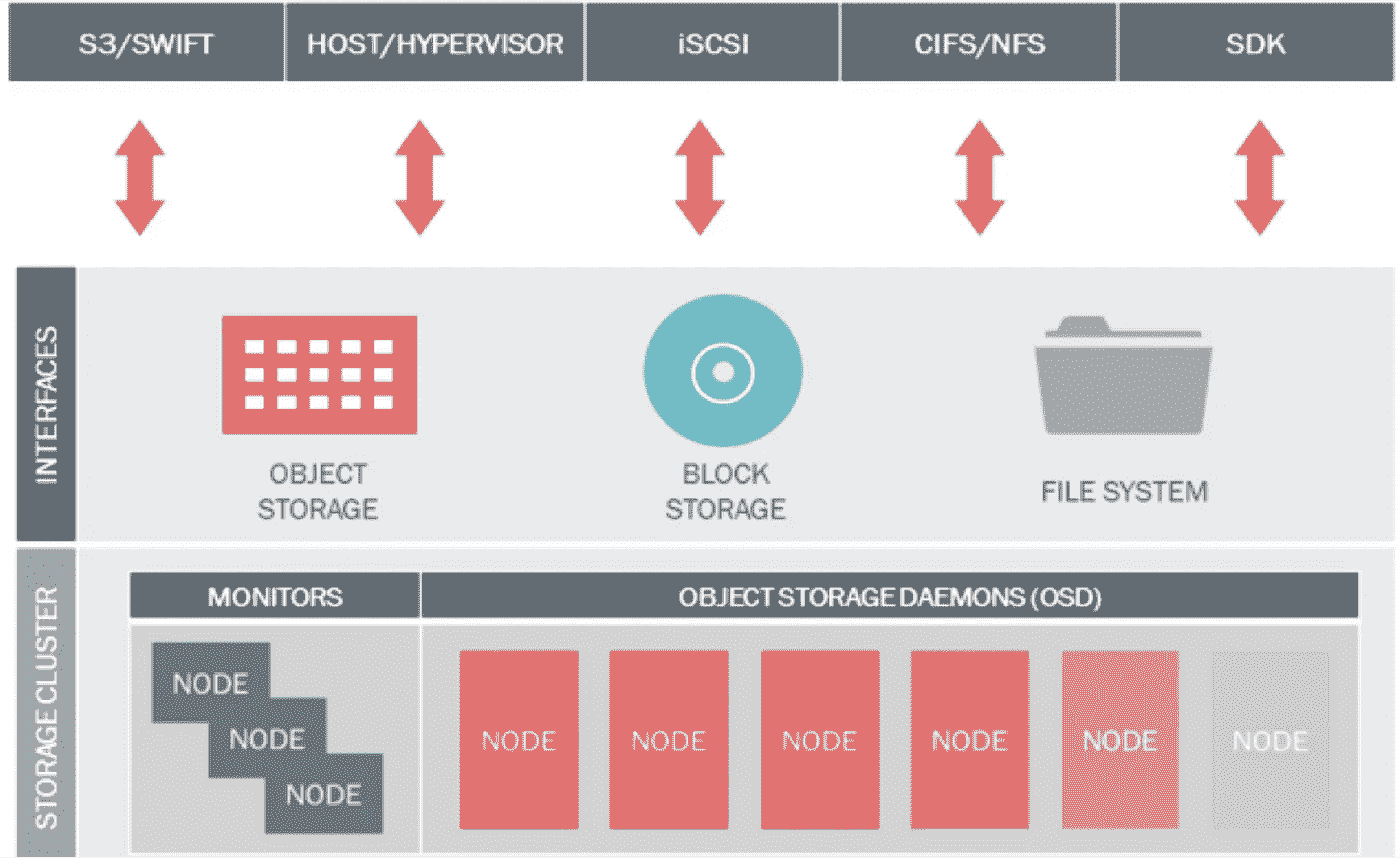 S3/SWIFT
HOST/HYPERVISOR
iSCSI
CIFS/NFS
SDK
INTERFACES
OBJECT
STORAGE
BLOCK
STORAGE
FILE SYSTEM
STORAGE CLUSTER
MONITORS
OBJECT STORAGE DAEMONS (OSD)
NODE
NODE
NODE
NODE
NODE
NODE
NODE
NODE
NODE